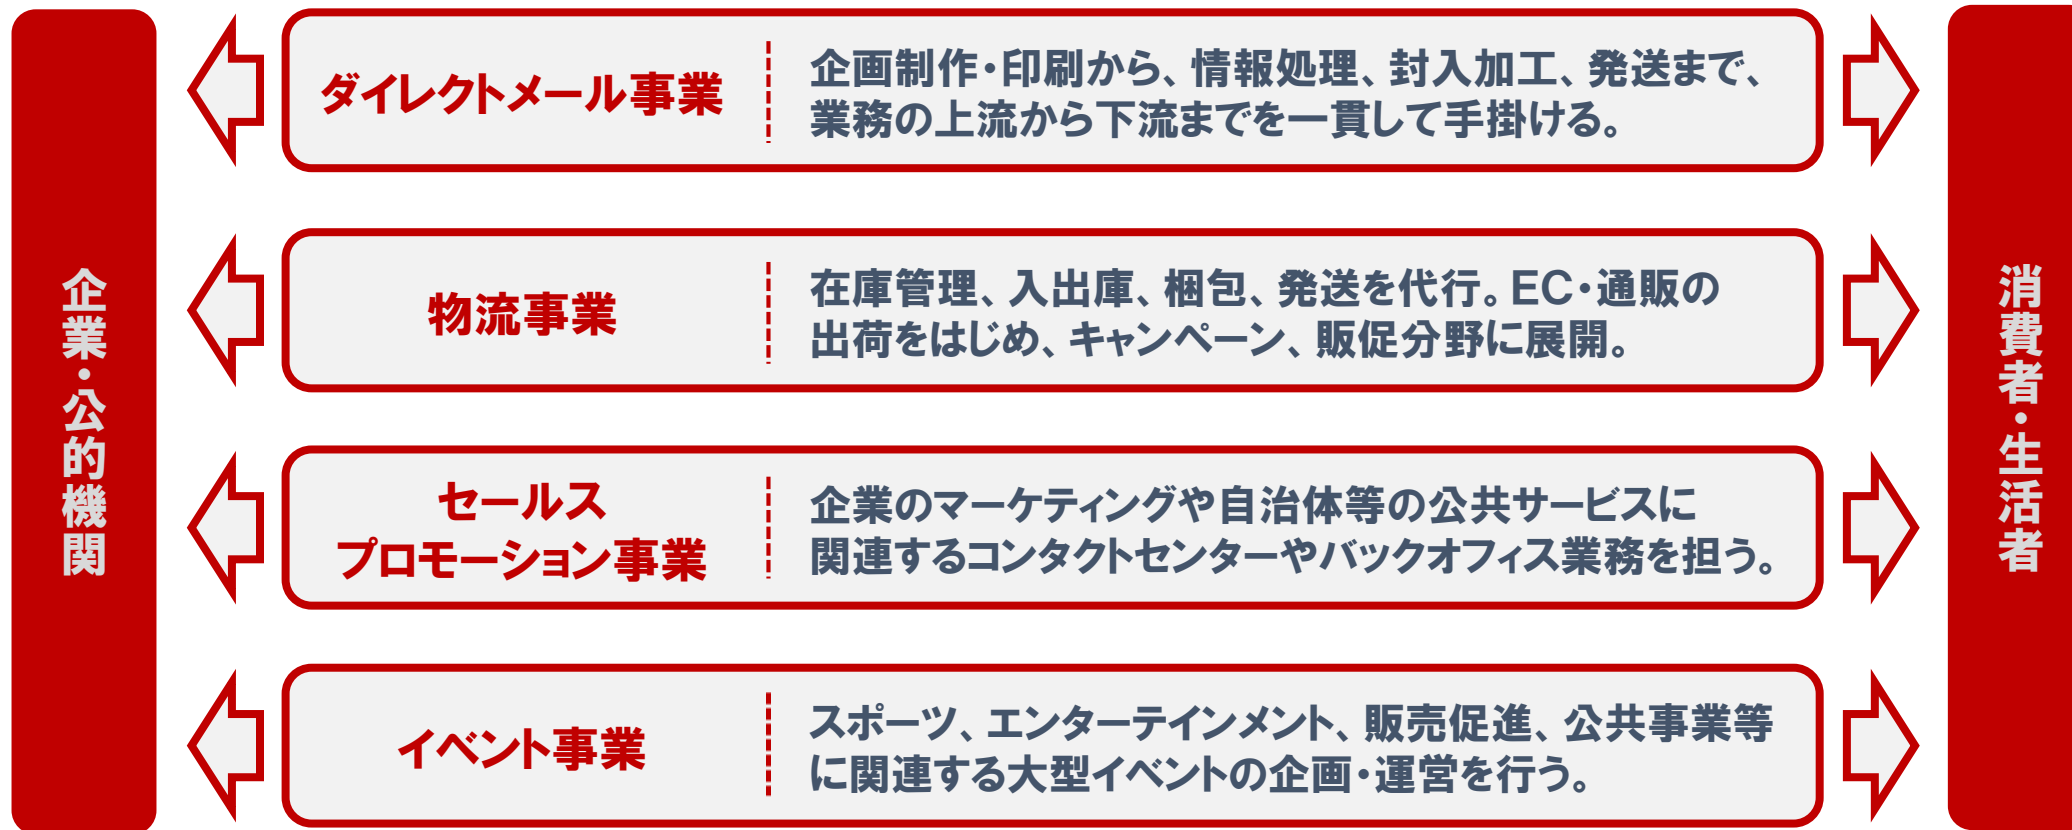 企業・公的機関
ダイレクトメール事業
企画制作・印刷から、情報処理、封入加工、発送まで、
業務の上流から下流までを一貫して手掛ける。
物流事業
在庫管理、入出庫、梱包、発送を代行。EC・通販の
出荷をはじめ、キャンペーン、販促分野に展開。
セールス
プロモーション事業
企業のマーケティングや自治体等の公共サービスに
関連するコンタクトセンターやバックオフィス業務を担う。
イベント事業
スポーツ、エンターテインメント、販売促進、公共事業等
に関連する大型イベントの企画・運営を行う。
消費者・生活者